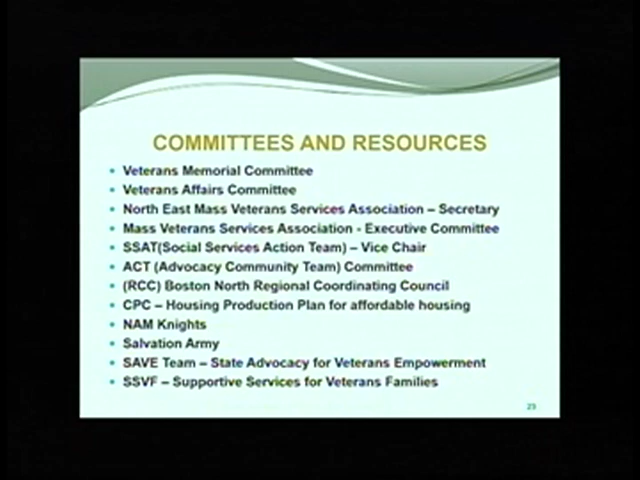 COMMITTEES AND RESOURCES
• Veterans Memorial Committee
• Veterans Affairs Committee
• North East Mass Veterans Services Association – Secretary
• Mass Veterans Services Association - Executive Committee
• SSAT(Social Services Action Team) – Vice Chair
• ACT (Advocacy Community Team) Committee
• (RCC) Boston North Regional Coordinating Council
• CPC – Housing Production Plan for affordable housing
• NAM Knights
• Salvation Army
• SAVE Team – State Advocacy for Veterans Empowerment
• SSVF – Supportive Services for Veterans Families
23